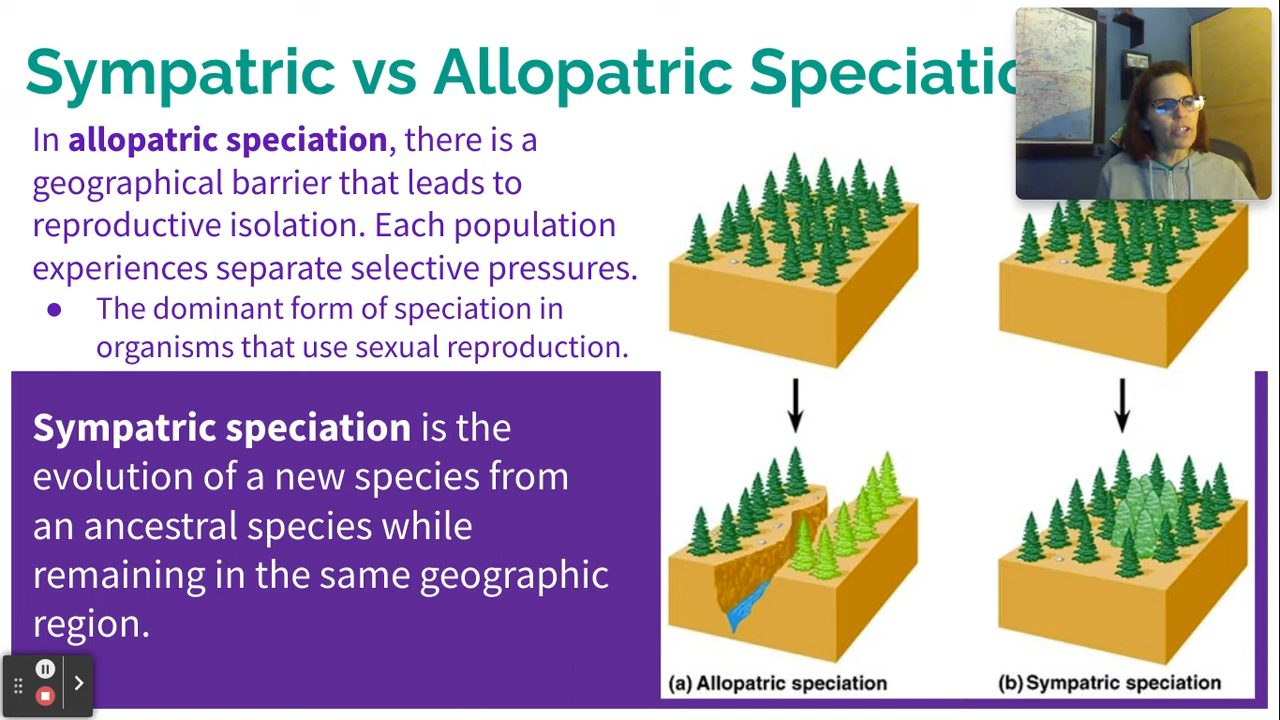 Sympatric vs Allopatric Speciatio
In allopatric speciation, there is a
geographical barrier that leads to
reproductive isolation. Each population
experiences separate selective pressures.
● The dominant form of speciation in
organisms that use sexual reproduction.
Sympatric speciation is the
evolution of a new species from
an ancestral species while
remaining in the same geographic
region.
(a) Allopatric speciation
(b) Sympatric speciation